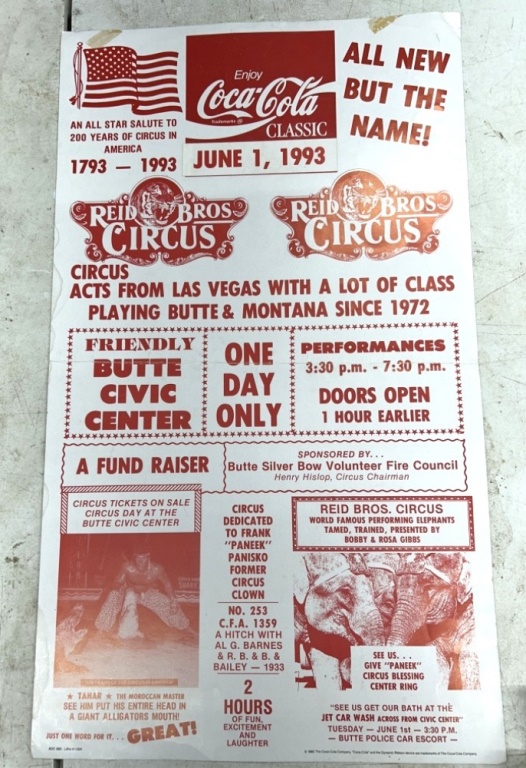 AN ALL STAR SALUTE TO
200 YEARS OF CIRCUS IN
AMERICA
1793 — 1993
Enjoy
Coca-Cola
Trademarks ®
CLASSIC
JUNE 1, 1993
ALL NEW
BUT THE
NAME!
REID BROS
CIRCUS
REID BROS
CIRCUS
CIRCUS
ACTS FROM LAS VEGAS WITH A LOT OF CLASS
PLAYING BUTTE & MONTANA SINCE 1972
FRIENDLY
BUTTE
CIVIC
CENTER
ONE
DAY
ONLY
PERFORMANCES
3:30 p.m. - 7:30 p.m.
DOORS OPEN
1 HOUR EARLIER
A FUND RAISER
SPONSORED BY...
Butte Silver Bow Volunteer Fire Council
Henry Hislop, Circus Chairman
CIRCUS TICKETS ON SALE
CIRCUS DAY AT THE
BUTTE CIVIC CENTER
★ TAHAR ★ THE MOROCCAN MASTER
SEE HIM PUT HIS ENTIRE HEAD IN
A GIANT ALLIGATORS MOUTH!
JUST ONE WORD FOR IT. . . GREAT!
CIRCUS
DEDICATED
TO FRANK
"PANEEK"
PANISKO
FORMER
CIRCUS
CLOWN
NO. 253
C.F.A. 1359
A HITCH WITH
AL G. BARNES
& R. B. & B. &
BAILEY — 1933
2
HOURS
OF FUN,
EXCITEMENT
AND
LAUGHTER
REID BROS. CIRCUS
WORLD FAMOUS PERFORMING ELEPHANTS
TAMED, TRAINED, PRESENTED BY
BOBBY & ROSA GIBBS
SEE US. . .
GIVE "PANEEK"
CIRCUS BLESSING
CENTER RING
"SEE US GET OUR BATH AT THE
JET CAR WASH ACROSS FROM CIVIC CENTER"
TUESDAY — JUNE 1st — 3:30 P.M.
— BUTTE POLICE CAR ESCORT —